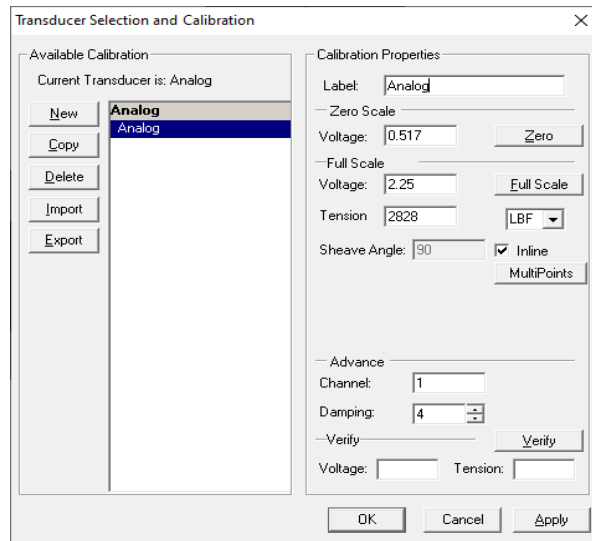 Transducer Selection and Calibration
Available Calibration
Current Transducer is: Analog
New
Copy
Delete
Import
Export
Analog
Analog
Calibration Properties
Label: Analog
Zero Scale
Voltage: 0.517 Zero
Full Scale
Voltage: 2.25 Full Scale
Tension 2828 LBF
Sheave Angle: 90 Inline
MultiPoints
Advance
Channel: 1
Damping: 4
Verify Verify
Voltage: Tension:
OK Cancel Apply